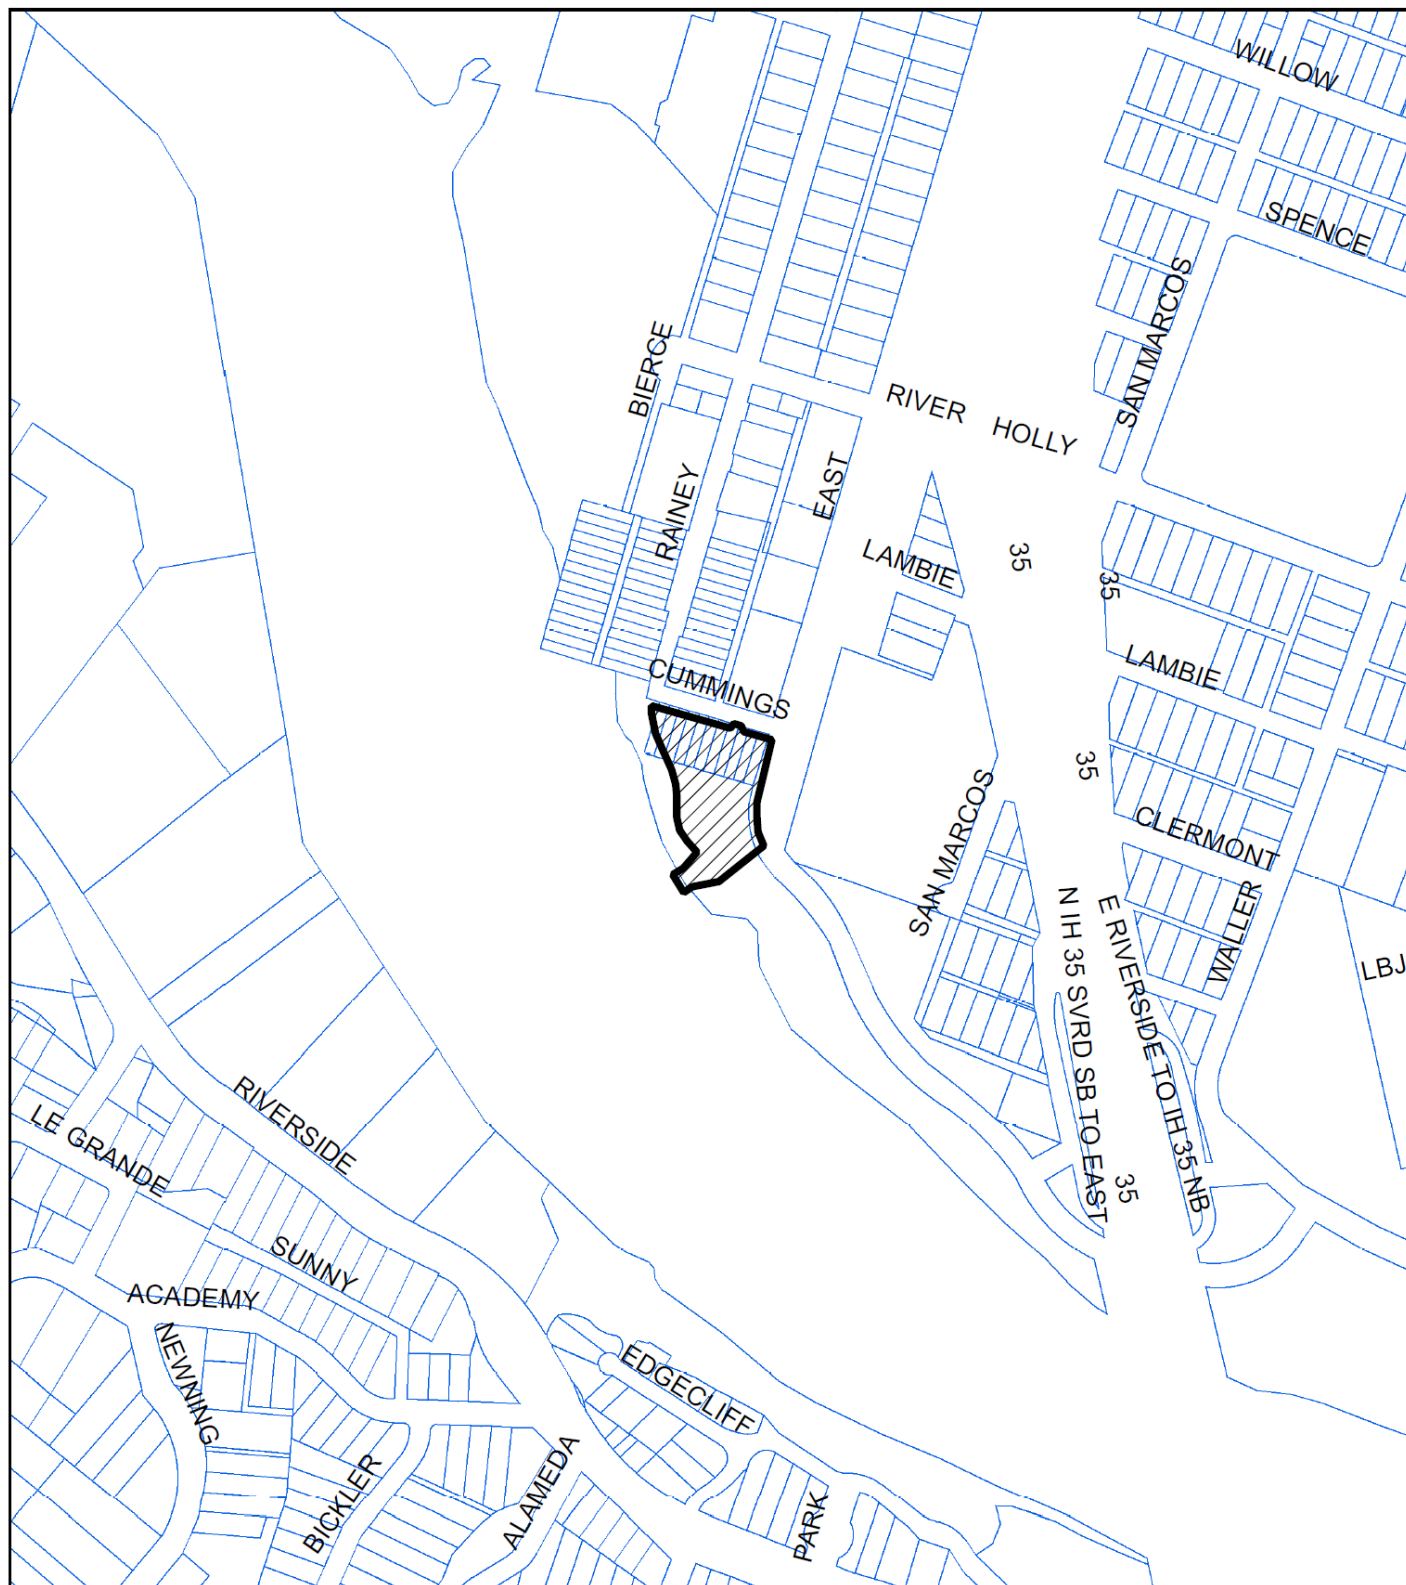 WILLOW
SPENCE
SAN MARCOS
BIERCE
RIVER
HOLLY
RAINEY
EAST
LAMBIE
35
35
LAMBIE
CUMMINGS
35
SAN MARCOS
CLERMONT
WALLER
LBJ
N IH 35 SVRD SB TO EAST
E RIVERSIDE TO IH 35 NB
35
RIVERSIDE
LE GRANDE
SUNNY
ACADEMY
NEWNING
EDGECLIFF
BICKLER
ALAMEDA
PARK